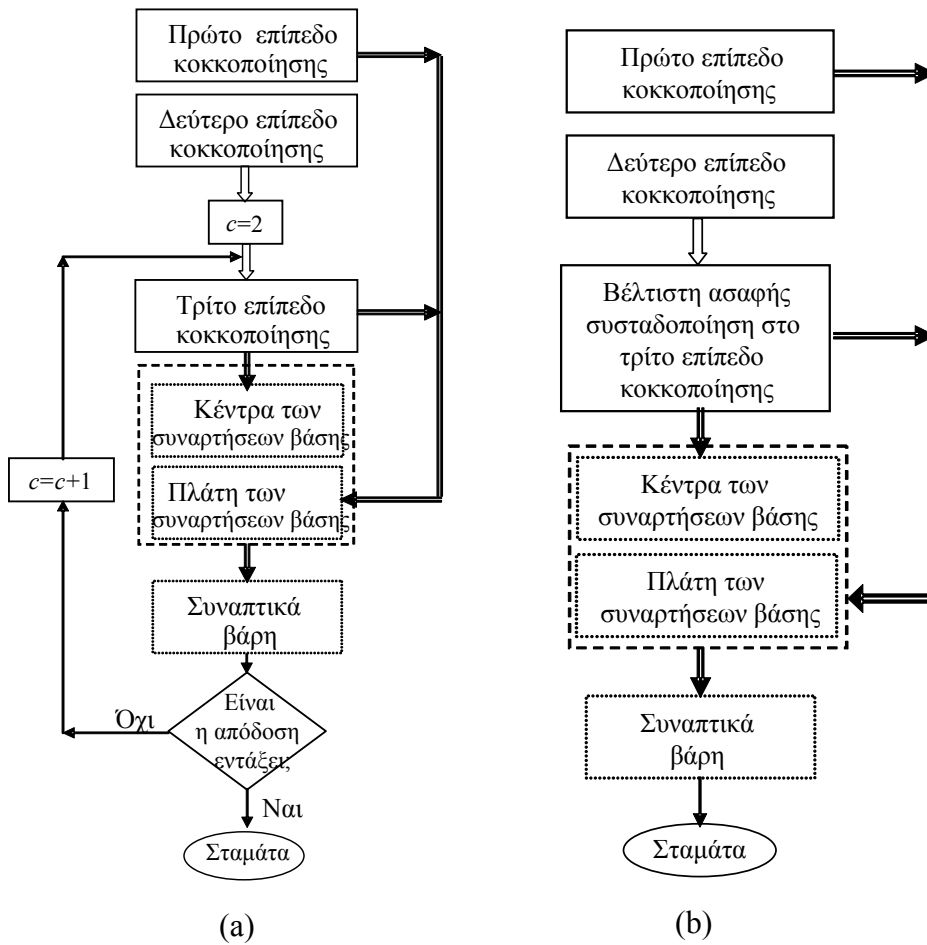 Πρώτο επίπεδο
κοκκοποίησης
Δεύτερο επίπεδο
κοκκοποίησης
c=2
Τρίτο επίπεδο
κοκκοποίησης
Κέντρα των
συναρτήσεων βάσης
c=c+1
Πλάτη των
συναρτήσεων βάσης
Συναπτικά
βάρη
Είναι
η απόδοση
εντάξει;
Όχι
Ναι
Σταμάτα
(a)
Πρώτο επίπεδο
κοκκοποίησης
Δεύτερο επίπεδο
κοκκοποίησης
Βέλτιστη ασαφής
συσταδοποίηση στο
τρίτο επίπεδο
κοκκοποίησης
Κέντρα των
συναρτήσεων βάσης
Πλάτη των
συναρτήσεων βάσης
Συναπτικά
βάρη
Σταμάτα
(b)